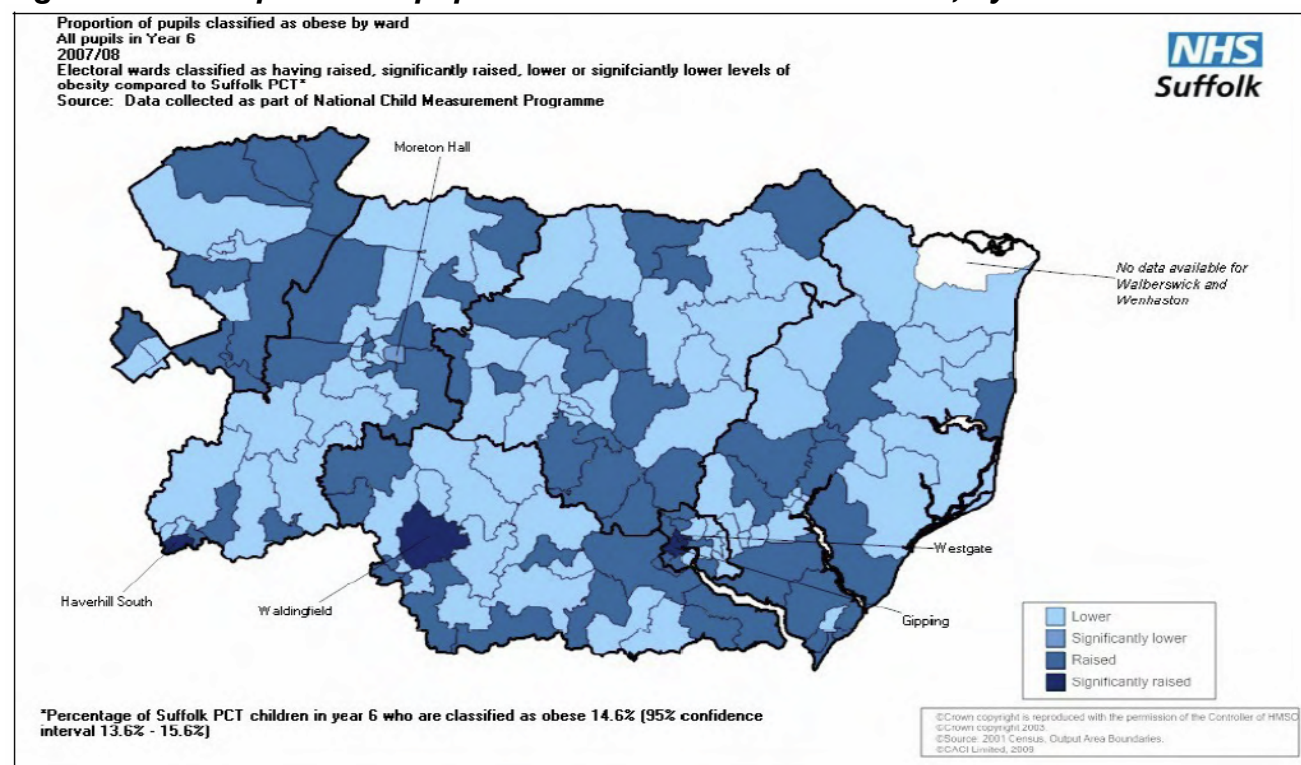 Proportion of pupils classified as obese by ward
All pupils in Year 6
2007/08
Electoral wards classified as having raised, significantly raised, lower or signifciantly lower levels of
obesity compared to Suffolk PCT*
Source: Data collected as part of National Child Measurement Programme
NHS
Suffolk
Moreton Hall
No data available for
Walberswick and
Wenhaston
Westgate
Haverhill South
Waldingfield
Gipping
Lower
Significantly lower
Raised
Significantly raised
*Percentage of Suffolk PCT children in year 6 who are classified as obese 14.6% (95% confidence
interval 13.6% - 15.6%)
©Crown copyright is reproduced with the permission of the Controller of HMSO
©Crown copyright 2003.
©Source: 2001 Census, Output Area Boundaries.
©CACI Limited, 2009